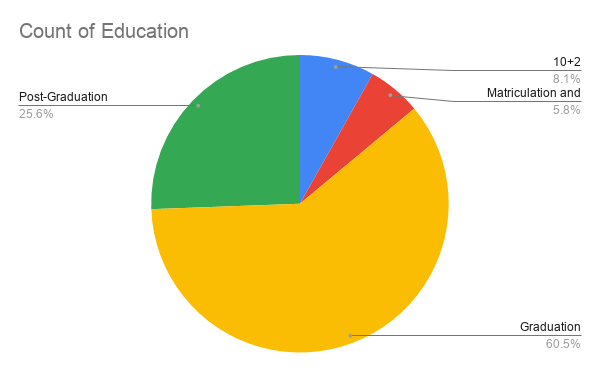 Count of Education
10+2
8.1%
Matriculation and
5.8%
Post-Graduation
25.6%
Graduation
60.5%